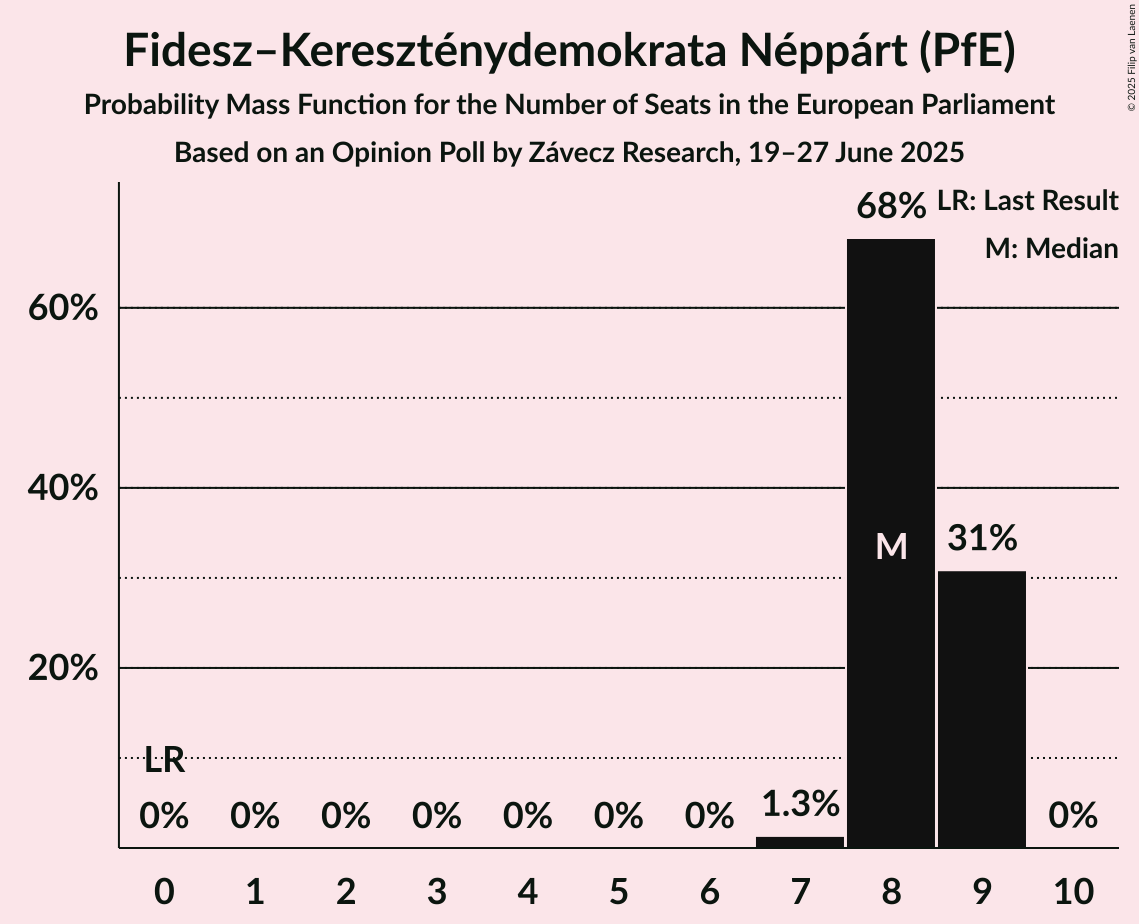 Fidesz–Kereszténydemokrata Néppárt (PfE)
Probability Mass Function for the Number of Seats in the European Parliament
Based on an Opinion Poll by Závecz Research, 19–27 June 2025
© 2025 Filip van Laenen
68% LR: Last Result
M: Median
60%
40%
M 31%
20%
LR
0% 0% 0% 0% 0% 0% 0% 1.3% 0%
0 1 2 3 4 5 6 7 8 9 10